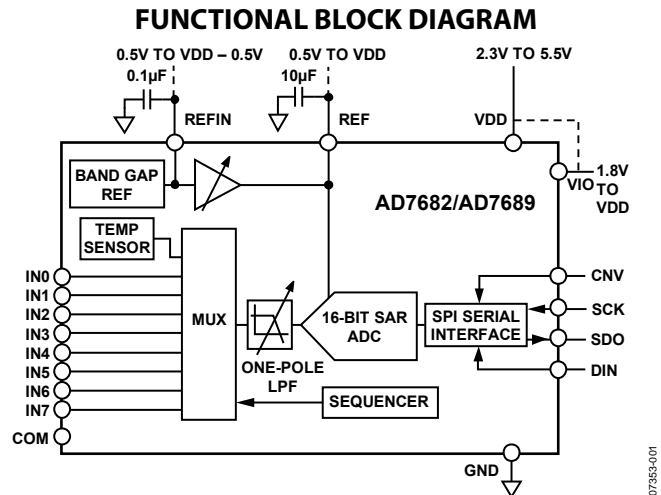 FUNCTIONAL BLOCK DIAGRAM
0.5V TO VDD – 0.5V
0.5V TO VDD
2.3V TO 5.5V
0.1µF
10µF
REFIN
REF
VDD
BAND GAP
REF
VIO
1.8V
TO
VDD
AD7682/AD7689
TEMP
SENSOR
IN0
IN1
IN2
IN3
IN4
IN5
IN6
IN7
COM
MUX
ONE-POLE
LPF
16-BIT SAR
ADC
SPI SERIAL
INTERFACE
CNV
SCK
SDO
DIN
SEQUENCER
GND
07353-001